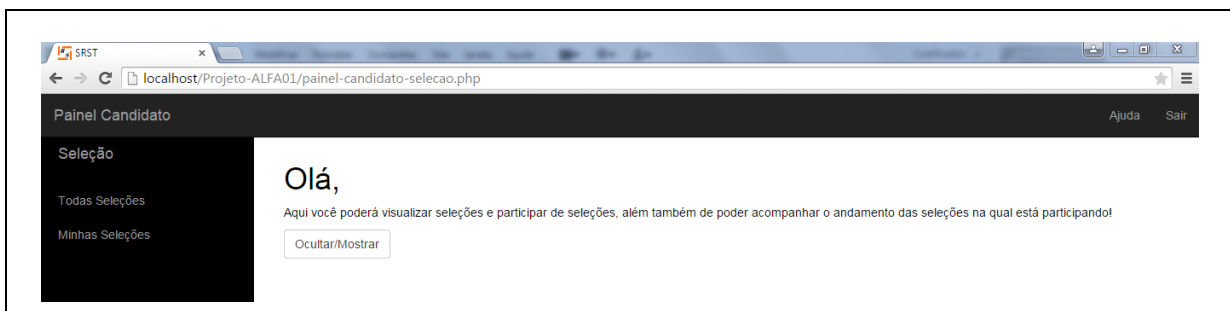 SRST
localhost/Projeto-ALFA01/painel-candidato-selecao.php
Painel Candidato
Ajuda Sair
Seleção
Todas Seleções
Minhas Seleções
Olá,
Aqui você poderá visualizar seleções e participar de seleções, além também de poder acompanhar o andamento das seleções na qual está participando!
Ocultar/Mostrar